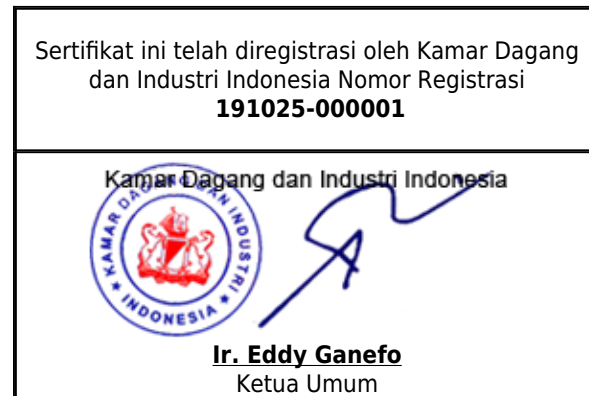 Sertifikat ini telah diregistrasi oleh Kamar Dagang
dan Industri Indonesia Nomor Registrasi
191025-000001
Kamar Dagang dan Industri Indonesia
KAMAR DAGANG DAN INDUSTRI
INDONESIA
Ir. Eddy Ganefo
Ketua Umum